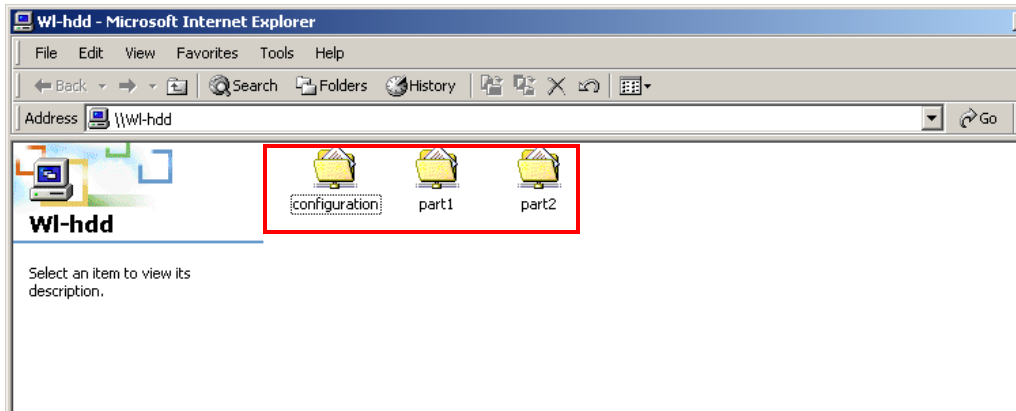 Wl-hdd - Microsoft Internet Explorer
File Edit View Favorites Tools Help
Back Search Folders History
Address \\Wl-hdd Go
configuration part1 part2
Wl-hdd
Select an item to view its
description.